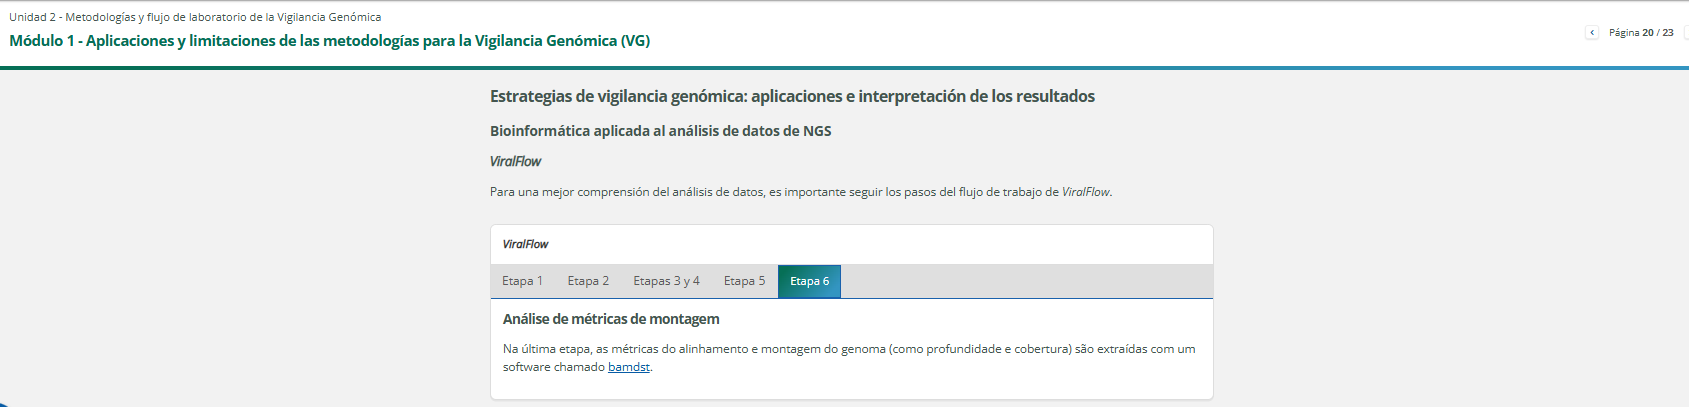 Unidad 2 - Metodologías y flujo de laboratorio de la Vigilancia Genómica
Módulo 1 - Aplicaciones y limitaciones de las metodologías para la Vigilancia Genómica (VG)
Página 20 / 23
Estrategias de vigilancia genómica: aplicaciones e interpretación de los resultados
Bioinformática aplicada al análisis de datos de NGS
ViralFlow
Para una mejor comprensión del análisis de datos, es importante seguir los pasos del flujo de trabajo de ViralFlow.
ViralFlow
Etapa 1 Etapa 2 Etapas 3 y 4 Etapa 5 Etapa 6
Análise de métricas de montagem
Na última etapa, as métricas do alinhamento e montagem do genoma (como profundidade e cobertura) são extraídas com um
software chamado bamdst.